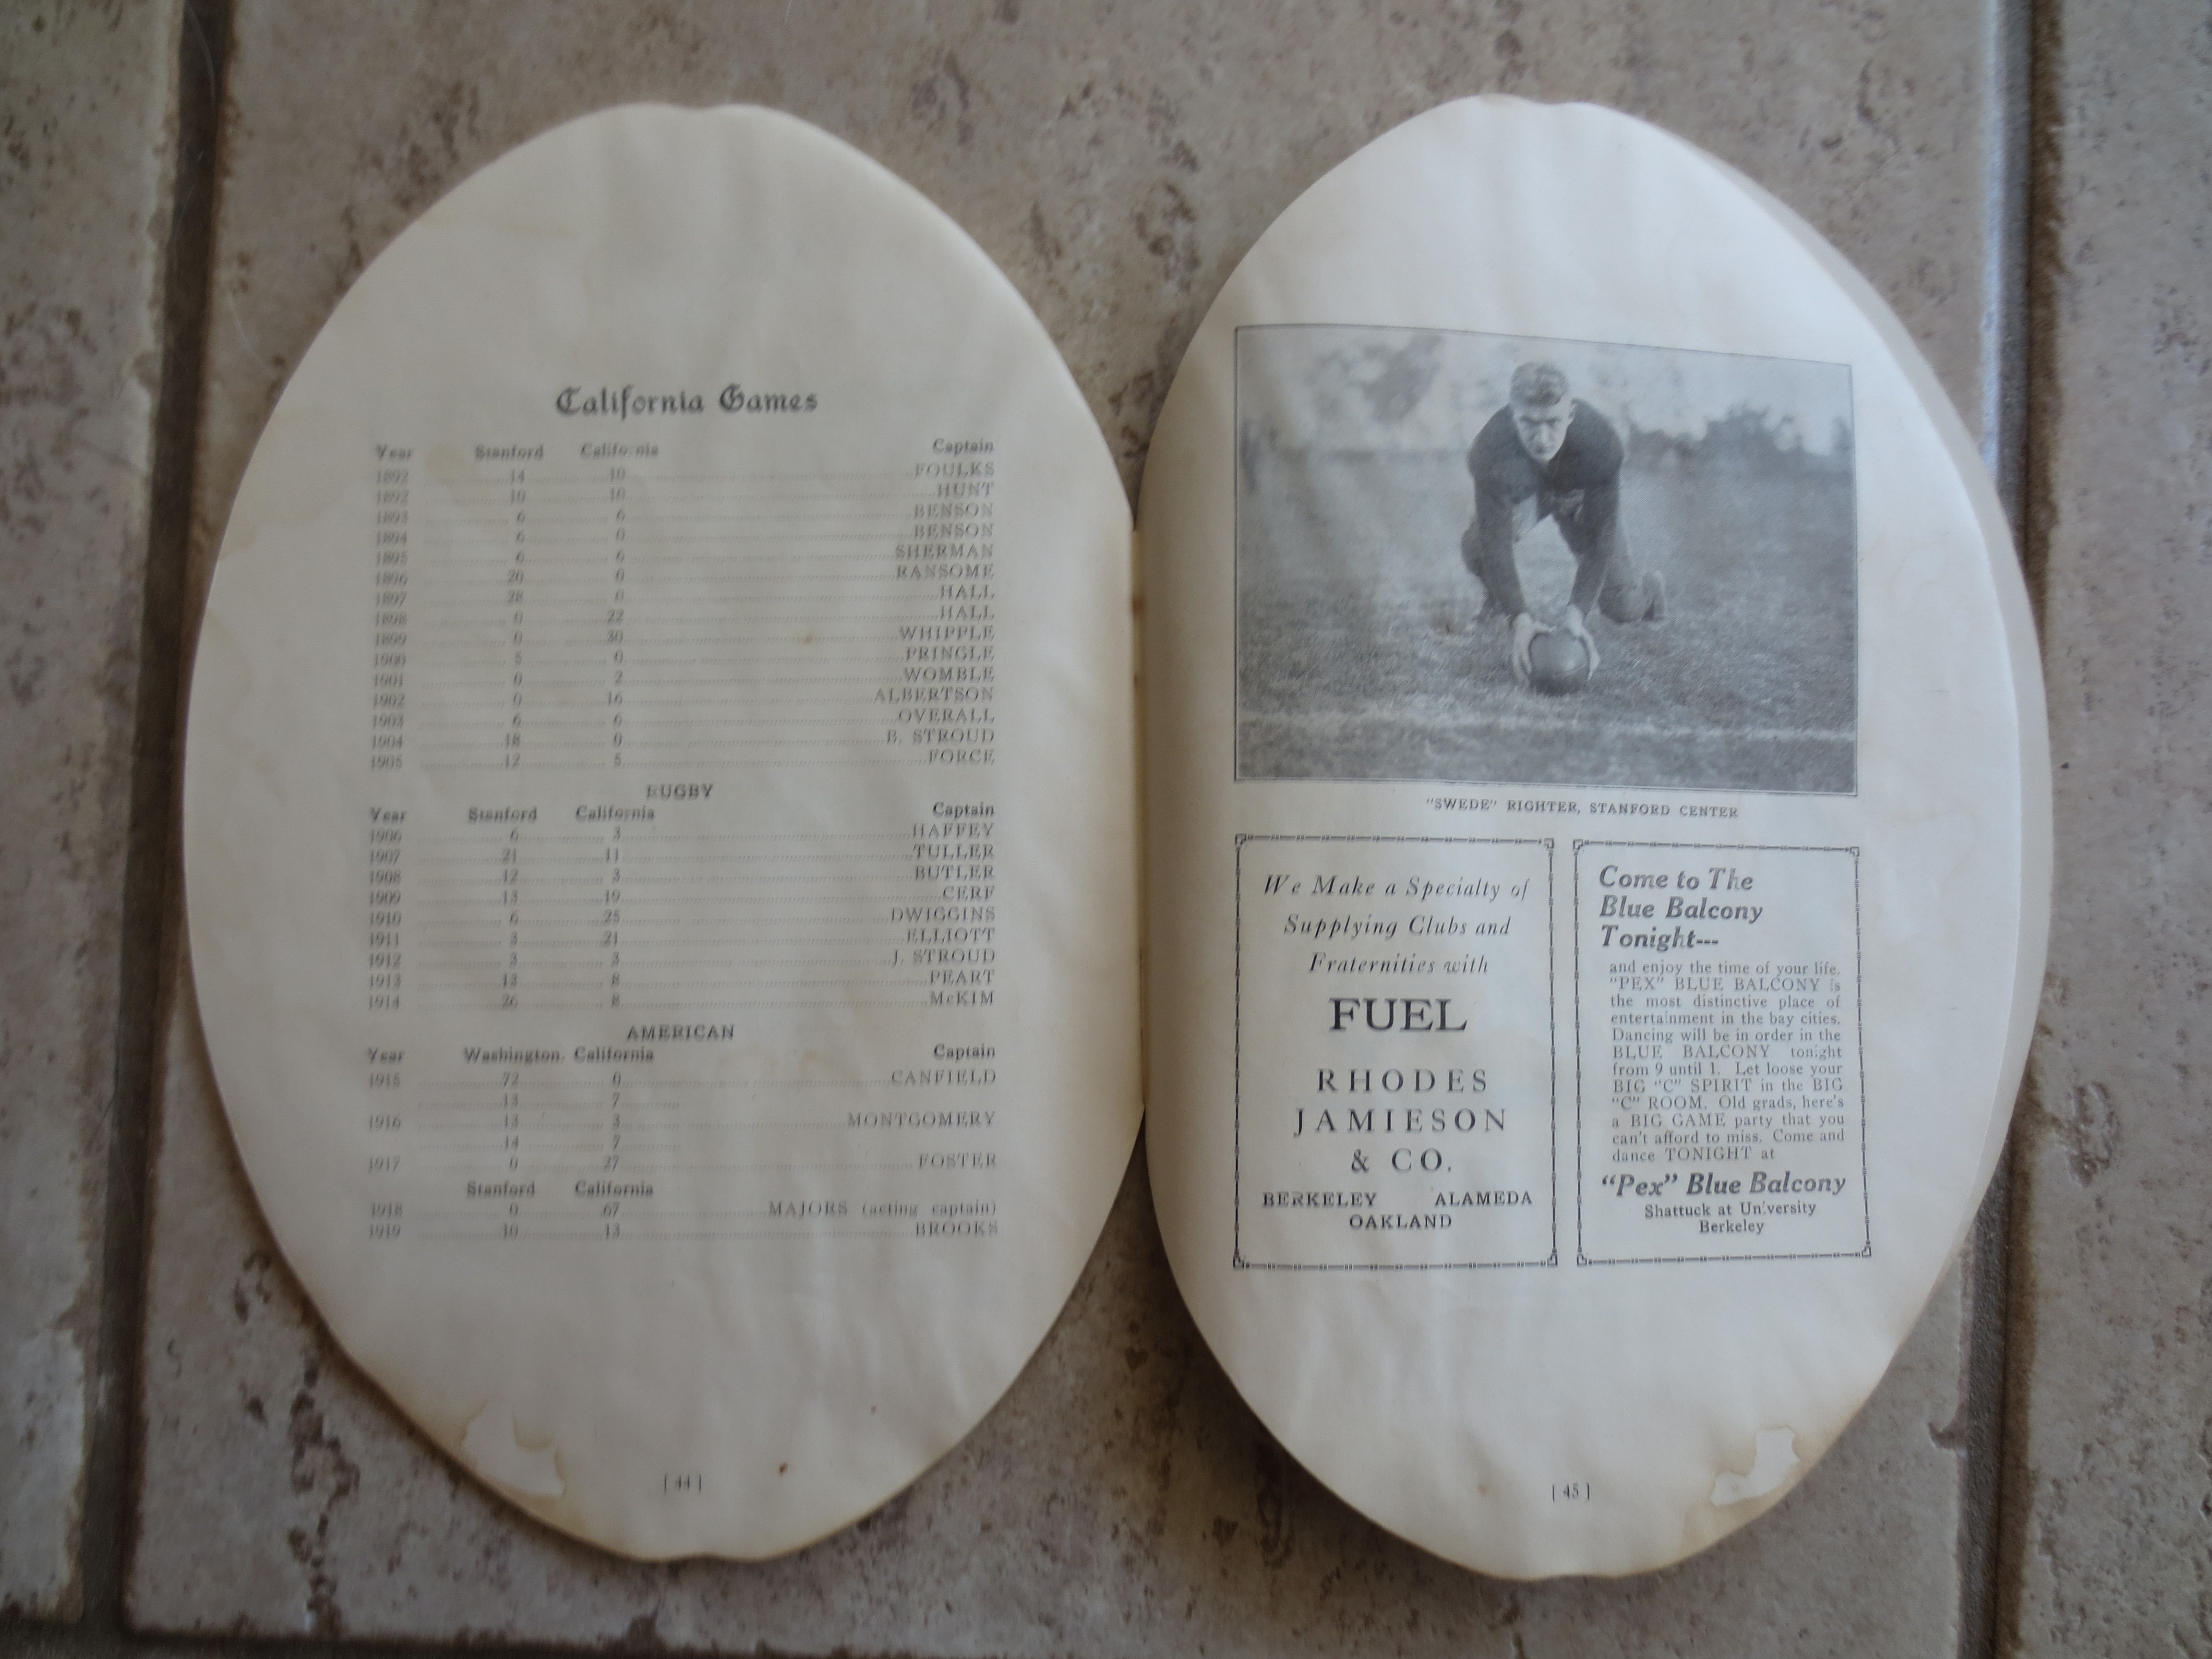 California Games
Year Stanford California Captain
1892 14 10 FOULKS
1892 10 10 HUNT
1893 6 6 BENSON
1894 6 0 BENSON
1895 6 6 SHERMAN
1896 20 0 RANSOME
1897 28 0 HALL
1898 0 22 HALL
1899 0 30 WHIPPLE
1900 5 0 PRINGLE
1901 0 2 WOMBLE
1902 0 16 ALBERTSON
1903 6 6 OVERALL
1904 18 0 B. STROUD
1905 12 5 FORCE
RUGBY
Year Stanford California Captain
1906 6 3 HAFFEY
1907 21 11 TULLER
1908 12 3 BUTLER
1909 13 19 CERF
1910 6 25 DWIGGINS
1911 3 21 ELLIOTT
1912 3 3 J. STROUD
1913 13 8 PEART
1914 26 8 McKIM
AMERICAN
Year Washington California Captain
1915 72 0 CANFIELD
13 7
1916 13 3 MONTGOMERY
14 7
1917 0 27 FOSTER
Stanford California
1918 0 67 MAJORS (acting captain)
1919 10 13 BROOKS
[ 44 ]
"SWEDE" RIGHTER, STANFORD CENTER
We Make a Specialty of
Supplying Clubs and
Fraternities with
FUEL
RHODES
JAMIESON
& CO.
BERKELEY ALAMEDA
OAKLAND
Come to The
Blue Balcony
Tonight---
and enjoy the time of your life.
"PEX" BLUE BALCONY is
the most distinctive place of
entertainment in the bay cities.
Dancing will be in order in the
BLUE BALCONY tonight
from 9 until 1. Let loose your
BIG "C" SPIRIT in the BIG
"C" ROOM. Old grads, here's
a BIG GAME party that you
can't afford to miss. Come and
dance TONIGHT at
"Pex" Blue Balcony
Shattuck at University
Berkeley
[ 45 ]